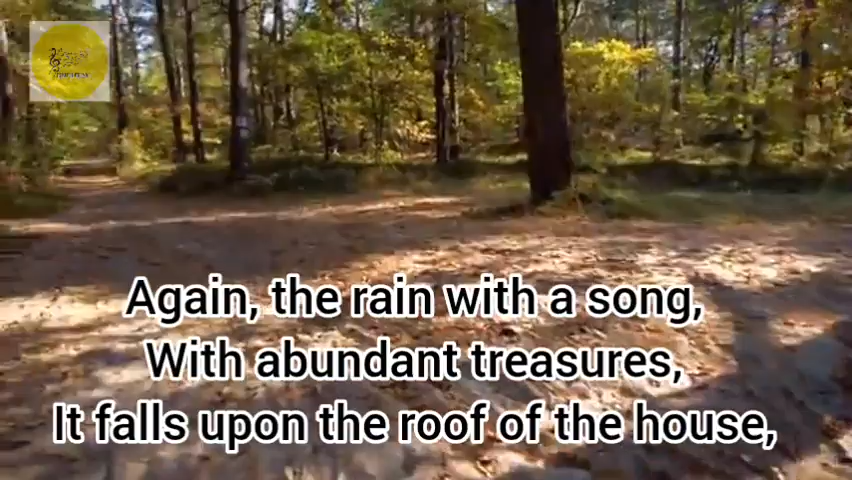 Again, the rain with a song,
With abundant treasures,
It falls upon the roof of the house,